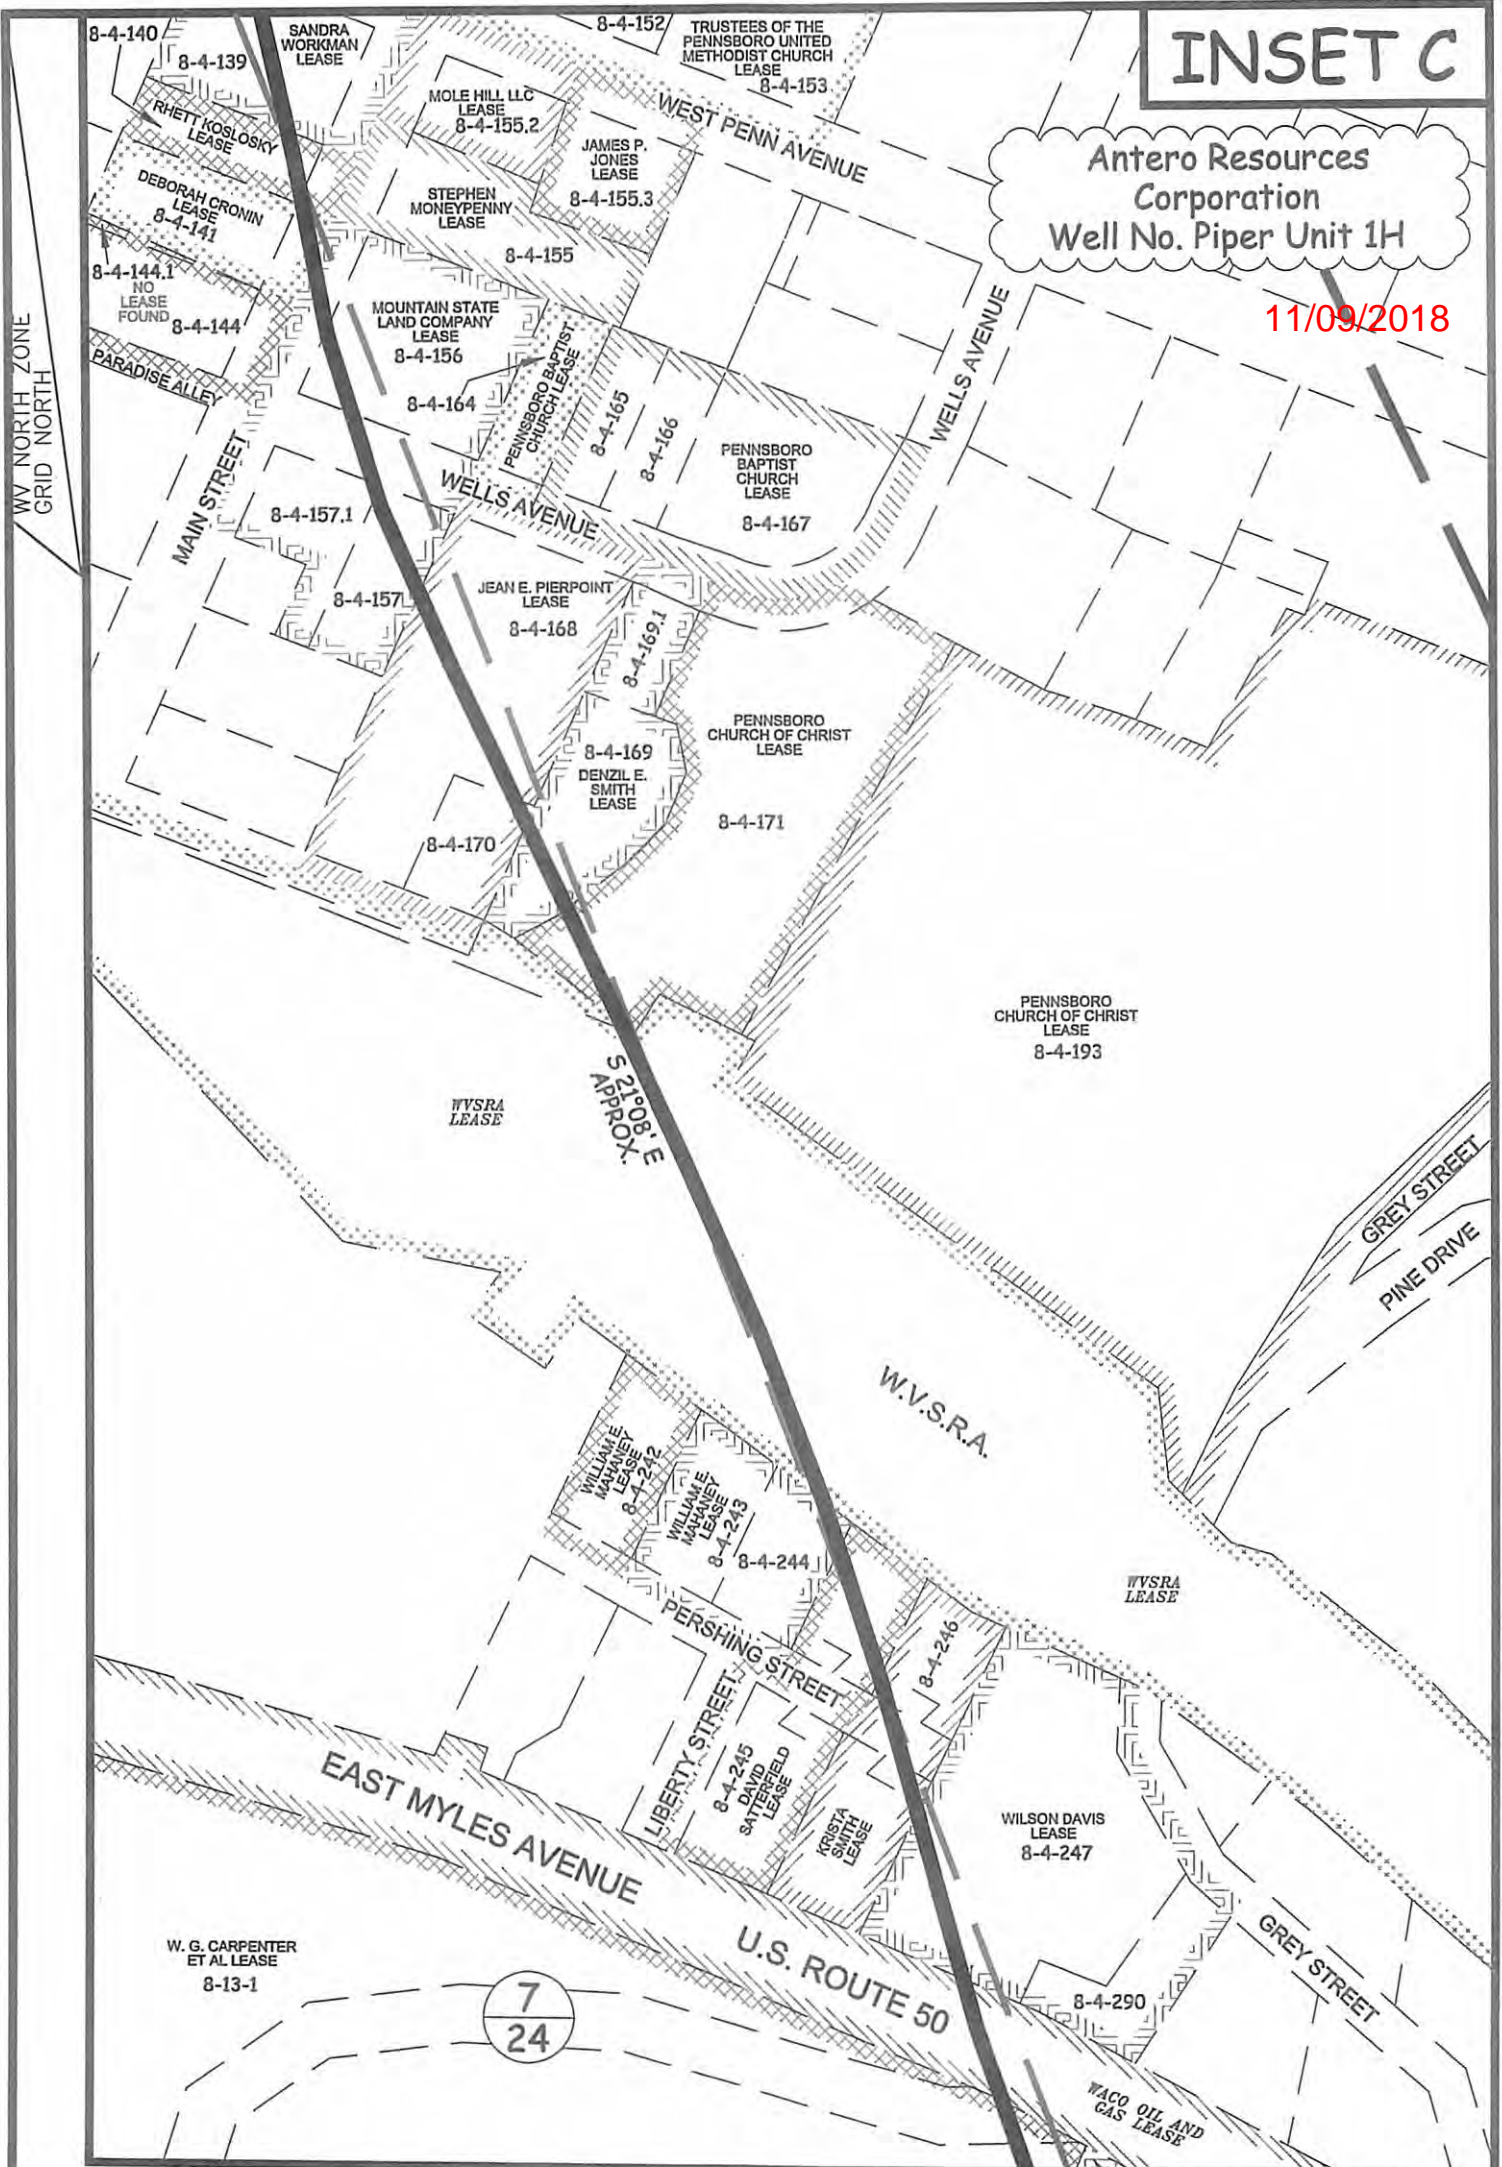 INSET C
Antero Resources
Corporation
Well No. Piper Unit 1H
11/09/2018
WV NORTH ZONE
GRID NORTH
8-4-140
8-4-139
SANDRA
WORKMAN
LEASE
8-4-152
TRUSTEES OF THE
PENNSBORO UNITED
METHODIST CHURCH
LEASE
8-4-153
RHETT KOSLOSKY
LEASE
MOLE HILL LLC
LEASE
8-4-155.2
WEST PENN AVENUE
JAMES P.
JONES
LEASE
8-4-155.3
DEBORAH CRONIN
LEASE
8-4-141
STEPHEN
MONEYPENNY
LEASE
8-4-155
8-4-144.1
NO
LEASE
FOUND
8-4-144
MOUNTAIN STATE
LAND COMPANY
LEASE
8-4-156
8-4-164
PENNSBORO BAPTIST
CHURCH LEASE
PARADISE ALLEY
8-4-165
8-4-166
WELLS AVENUE
PENNSBORO
BAPTIST
CHURCH
LEASE
8-4-167
MAIN STREET
WELLS AVENUE
8-4-157.1
8-4-157
JEAN E. PIERPOINT
LEASE
8-4-168
8-4-169.1
8-4-169
DENZIL E.
SMITH
LEASE
PENNSBORO
CHURCH OF CHRIST
LEASE
8-4-171
8-4-170
PENNSBORO
CHURCH OF CHRIST
LEASE
8-4-193
S 21°08' E
APPROX.
WVSRA
LEASE
GREY STREET
PINE DRIVE
W.V.S.R.A.
WILLIAM E.
MAHANEY
LEASE
8-4-242
WILLIAM E.
MAHANEY
LEASE
8-4-243
8-4-244
WVSRA
LEASE
PERSHING STREET
8-4-246
LIBERTY STREET
8-4-245
DAVID
SATTERFIELD
LEASE
KRISTA
SMITH
LEASE
WILSON DAVIS
LEASE
8-4-247
EAST MYLES AVENUE
U.S. ROUTE 50
GREY STREET
W. G. CARPENTER
ET AL LEASE
8-13-1
7
24
8-4-290
WACO OIL AND
GAS LEASE